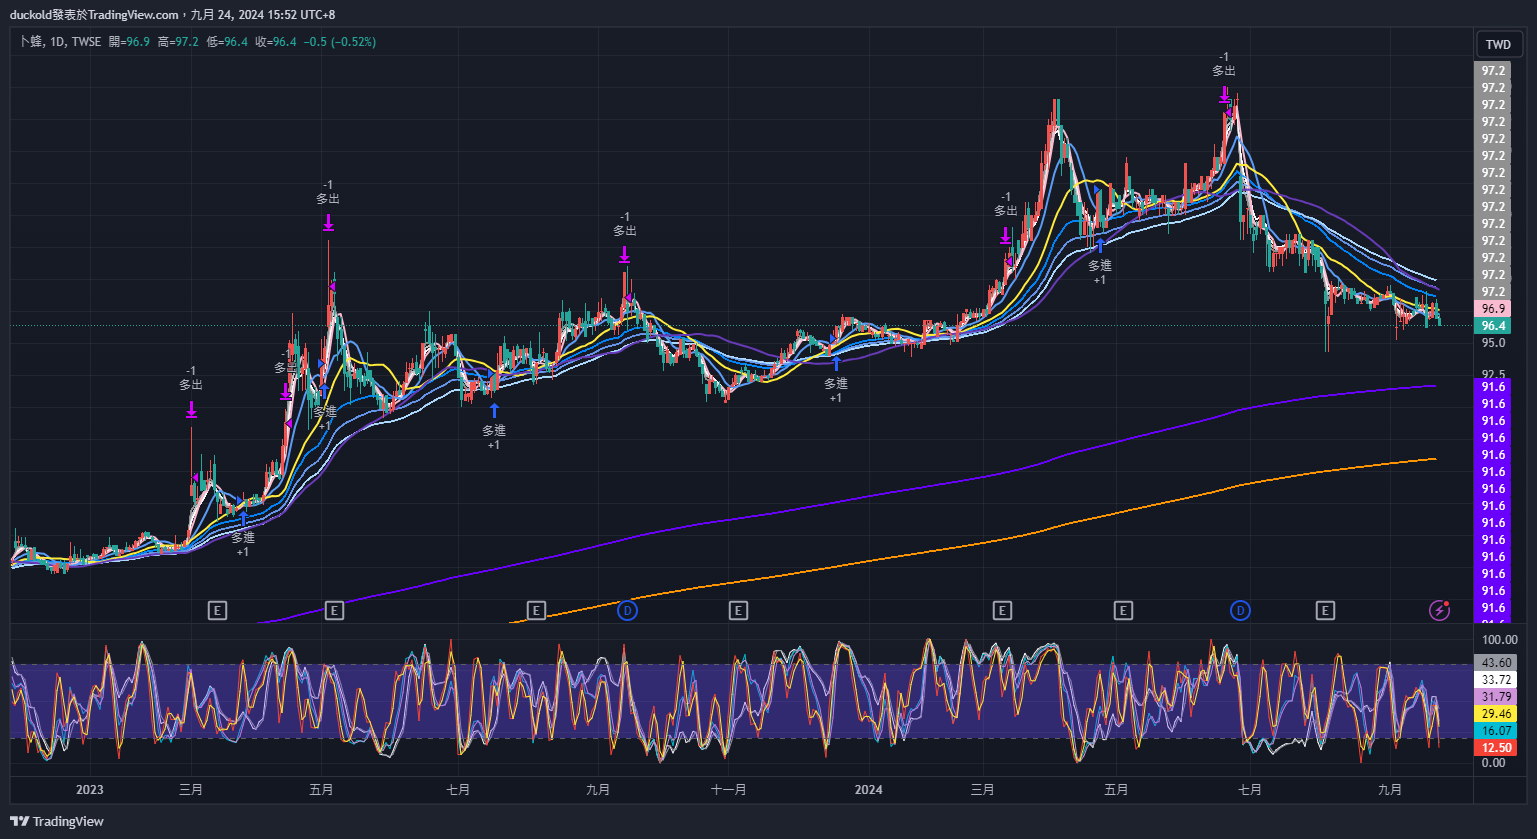 duckold發表於TradingView.com，九月 24, 2024 15:52 UTC+8
卜蜂, 1D, TWSE 開=96.9 高=97.2 低=96.4 收=96.4 −0.5 (−0.52%)
TWD
97.2
97.2
97.2
97.2
97.2
97.2
97.2
97.2
97.2
97.2
97.2
97.2
97.2
97.2
96.9
96.4
95.0
92.5
91.6
91.6
91.6
91.6
91.6
91.6
91.6
91.6
91.6
91.6
91.6
91.6
91.6
91.6
-1
多出
-1
多出
-1
多出
-1
多出
-1
多出
-1
多出
多進
+1
多進
+1
多進
+1
多進
+1
多進
+1
E
E
E
D
E
E
E
D
E
100.00
43.60
33.72
31.79
29.46
16.07
12.50
0.00
2023 三月 五月 七月 九月 十一月 2024 三月 五月 七月 九月
TradingView